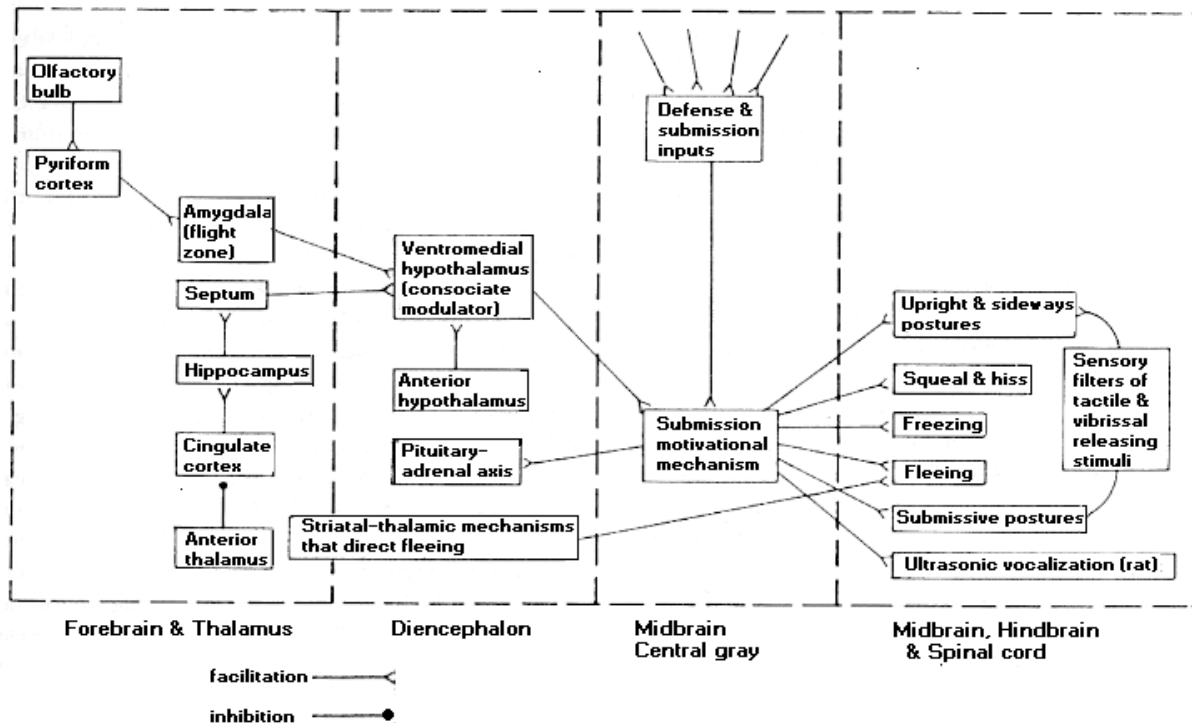 Olfactory
bulb
Pyriform
cortex
Amygdala
(flight
zone)
Septum
Hippocampus
Cingulate
cortex
Anterior
thalamus
Ventromedial
hypothalamus
(consociate
modulator)
Anterior
hypothalamus
Pituitary-
adrenal axis
Striatal-thalamic mechanisms
that direct fleeing
Defense &
submission
inputs
Submission
motivational
mechanism
Upright & sideways
postures
Squeal & hiss
Freezing
Fleeing
Submissive postures
Ultrasonic vocalization (rat)
Sensory
filters of
tactile &
vibrissal
releasing
stimuli
Forebrain & Thalamus
Diencephalon
Midbrain
Central gray
Midbrain, Hindbrain
& Spinal cord
facilitation
inhibition